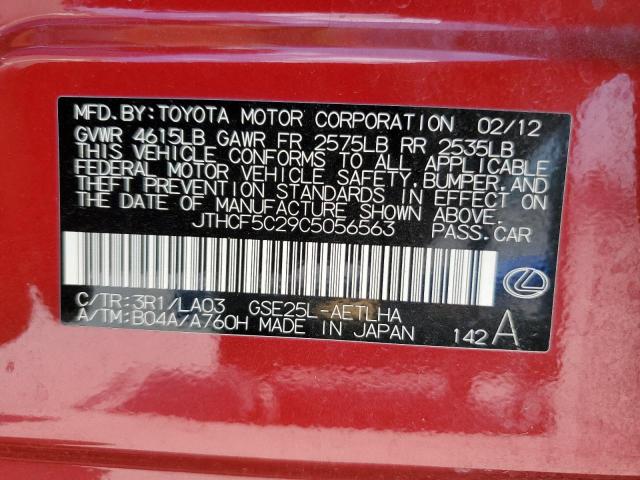 MFD.BY:TOYOTA MOTOR CORPORATION 02/12
GVWR 4615LB GAWR FR 2575LB RR 2535LB
THIS VEHICLE CONFORMS TO ALL APPLICABLE
FEDERAL MOTOR VEHICLE SAFETY,BUMPER,AND
THEFT PREVENTION STANDARDS IN EFFECT ON
THE DATE OF MANUFACTURE SHOWN ABOVE.
JTHCF5C29C5056563 PASS.CAR
C/TR:3R1/LA03 GSE25L-AETLHA
A/TM:B04A/A760H MADE IN JAPAN 142 A